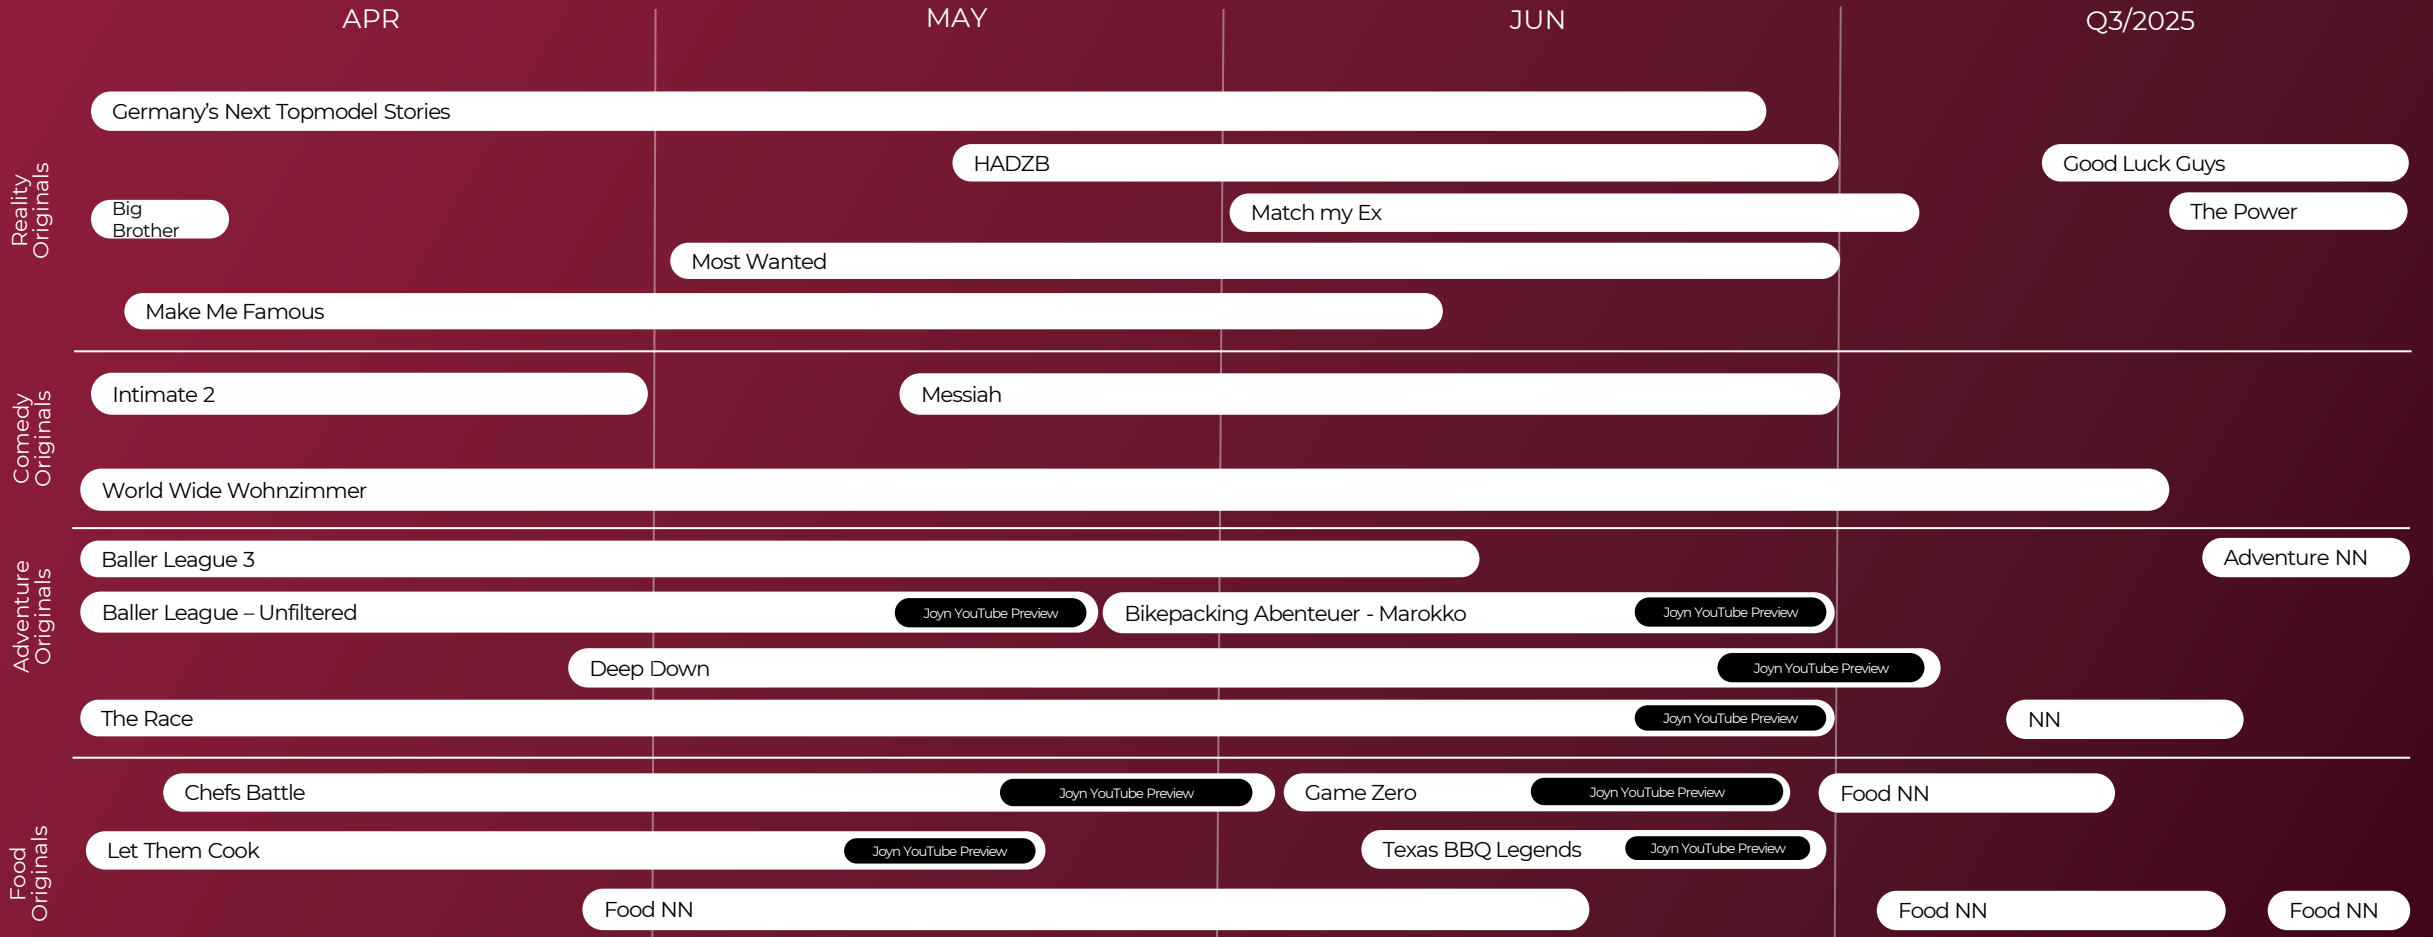 APR
MAY
JUN
Q3/2025
Reality
Originals
Germany's Next Topmodel Stories
HADZB
Good Luck Guys
Big
Brother
Match my Ex
The Power
Most Wanted
Make Me Famous
Comedy
Originals
Intimate 2
Messiah
World Wide Wohnzimmer
Adventure
Originals
Baller League 3
Adventure NN
Baller League – Unfiltered
Joyn YouTube Preview
Bikepacking Abenteuer - Marokko
Joyn YouTube Preview
Deep Down
Joyn YouTube Preview
The Race
Joyn YouTube Preview
NN
Food
Originals
Chefs Battle
Joyn YouTube Preview
Game Zero
Joyn YouTube Preview
Food NN
Let Them Cook
Joyn YouTube Preview
Texas BBQ Legends
Joyn YouTube Preview
Food NN
Food NN
Food NN